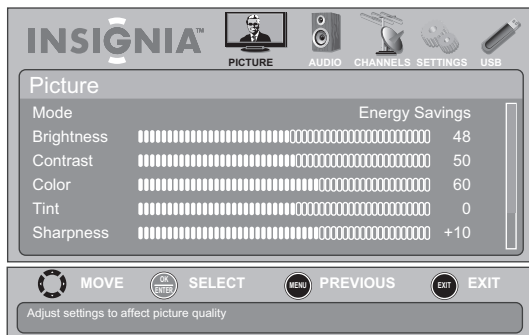 INSIGNIA™
PICTURE AUDIO CHANNELS SETTINGS USB
Picture
Mode Energy Savings
Brightness 48
Contrast 50
Color 60
Tint 0
Sharpness +10
MOVE OK ENTER SELECT MENU PREVIOUS EXIT EXIT
Adjust settings to affect picture quality